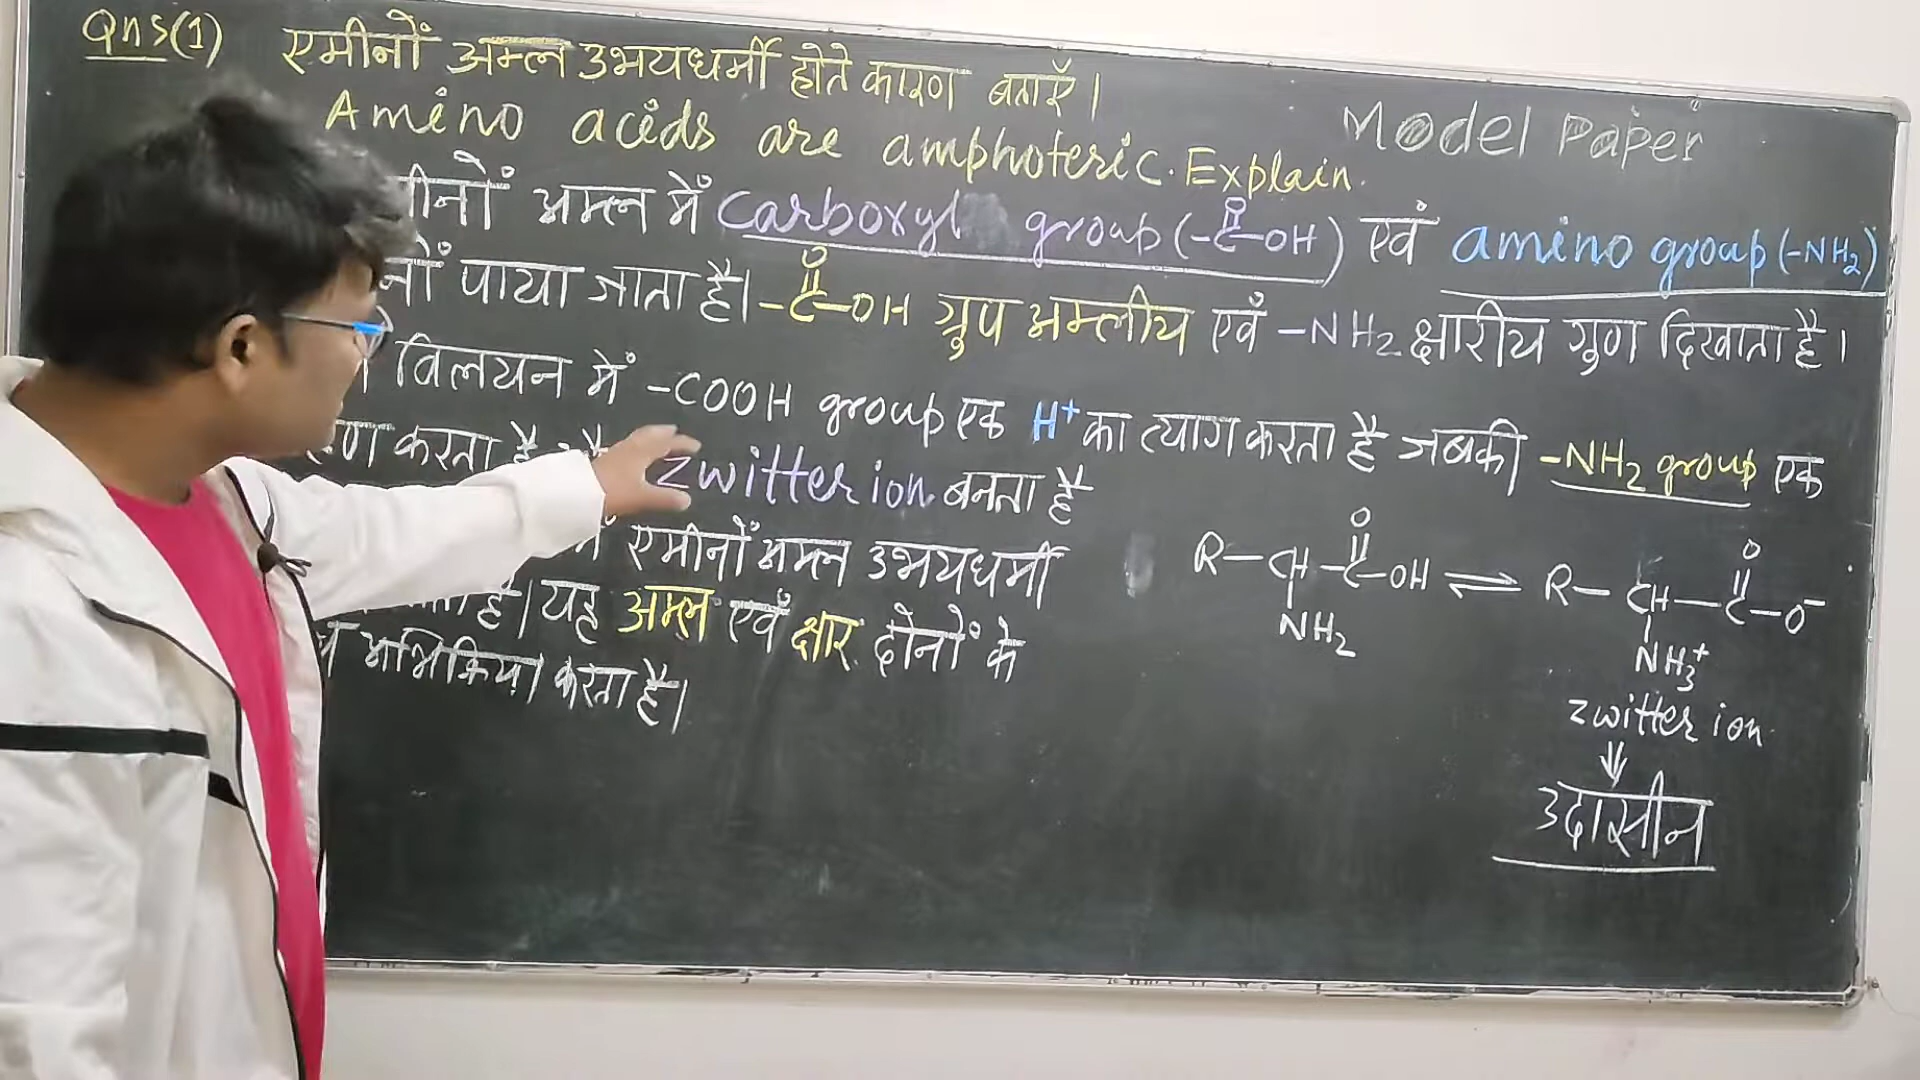 Qns(1) एमीनों अम्ल उभयधर्मी होते कारण बताएँ।
Amino acids are amphoteric. Explain.
Model Paper
अम्ल में carboxyl group (-C-OH) एवं amino group (-NH2)
O
पाया जाता है। -C-OH ग्रुप अम्लीय एवं -NH2 क्षारीय गुण दिखाता है।
O
विलयन में -COOH group एक H+ का त्याग करता है जबकी -NH2 group एक
करता है zwitter ion बनता है
एमीनों अम्ल उभयधर्मी
है। यह अम्ल एवं क्षार दोनों के
अभिक्रिया करता है।
O O
R-CH-C-OH ⇌ R-CH-C-O-
NH2 NH3+
zwitter ion
⇓
उदासीन